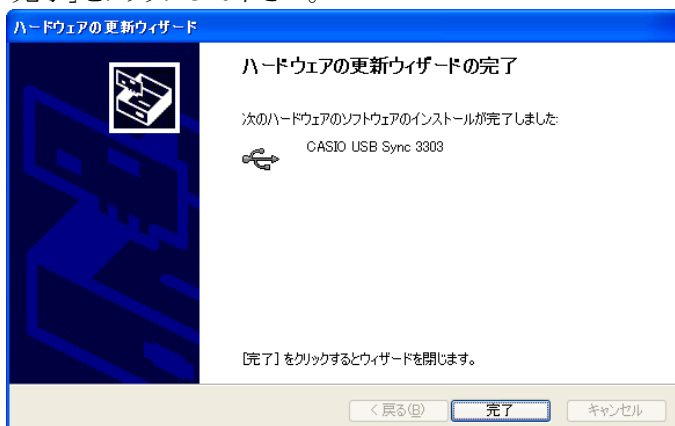 ハードウェアの更新ウィザード
ハードウェアの更新ウィザードの完了
次のハードウェアのソフトウェアのインストールが完了しました:
CASIO USB Sync 3303
[完了] をクリックするとウィザードを閉じます。
< 戻る(B) 完了 キャンセル